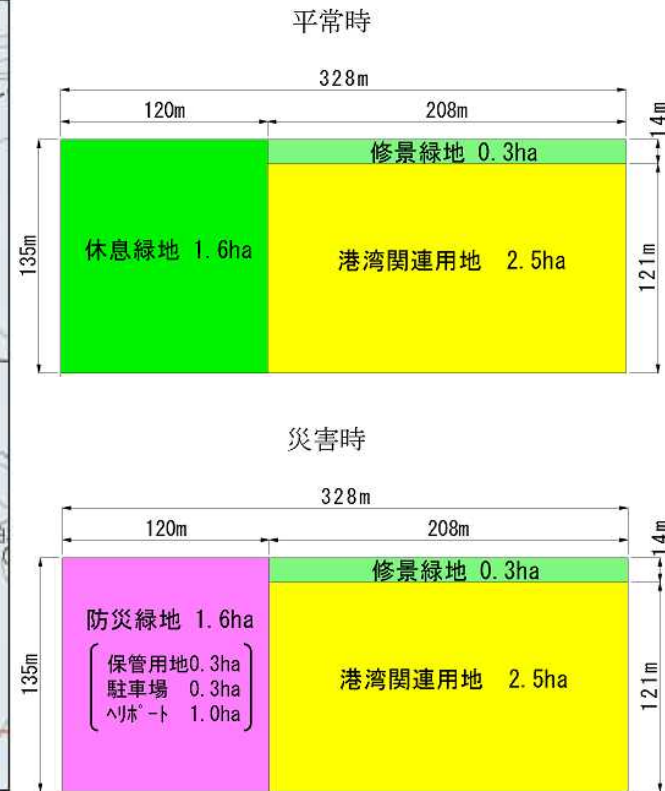 平常時
328m
120m
208m
14m
修景緑地 0.3ha
135m
休息緑地 1.6ha
港湾関連用地 2.5ha
121m
災害時
328m
120m
208m
14m
修景緑地 0.3ha
135m
防災緑地 1.6ha
保管用地0.3ha
駐車場 0.3ha
ﾍﾘﾎﾟｰﾄ 1.0ha
港湾関連用地 2.5ha
121m